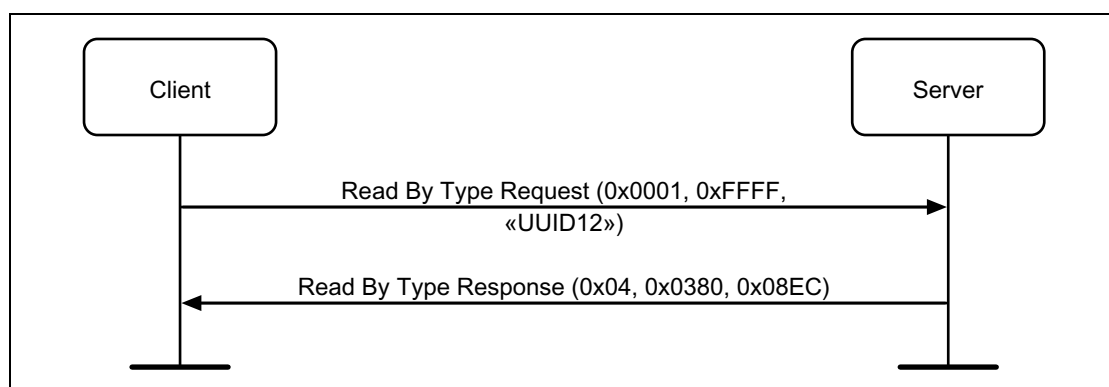 Client
Server
Read By Type Request (0x0001, 0xFFFF,
«UUID12»)
Read By Type Response (0x04, 0x0380, 0x08EC)